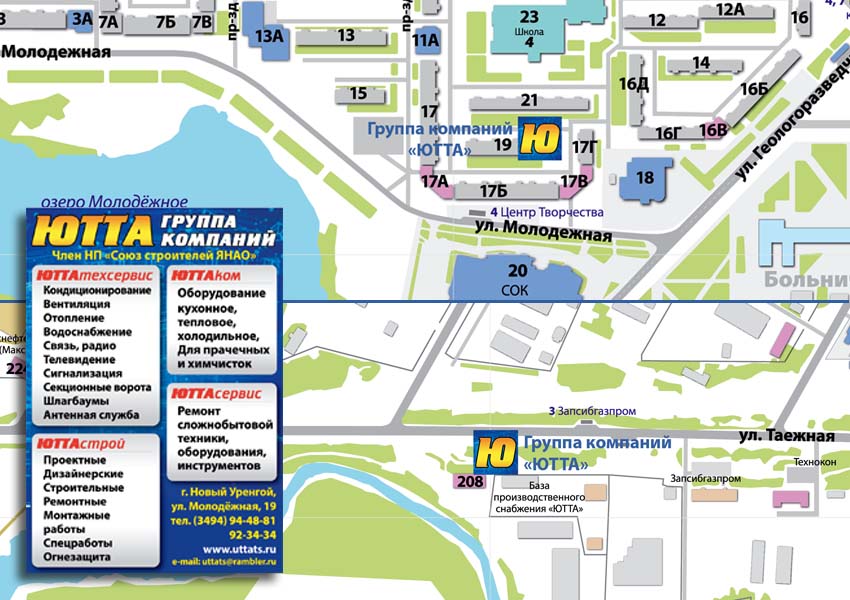 3
3А
7А
7Б
7В
пр-зд
13А
13
пр-зд
11А
23
Школа
4
12
12А
16
4, 7
ул. Молодежная
15
17
21
16Д
14
16Б
16Г
16В
ул. Геологоразведч
Группа компаний
«ЮТТА»
19
Ю
17Г
17А
17Б
17В
18
4 Центр Творчества
ул. Молодежная
20
СОК
Больнич
озеро Молодёжное
ЮТТА ГРУППА
КОМПАНИЙ
Член НП «Союз строителей ЯНАО»
ЮТТАтехсервис
Кондиционирование
Вентиляция
Отопление
Водоснабжение
Связь, радио
Телевидение
Сигнализация
Секционные ворота
Шлагбаумы
Антенная служба
ЮТТАком
Оборудование
кухонное,
тепловое,
холодильное,
Для прачечных
и химчисток
ЮТТАсервис
Ремонт
сложнобытовой
техники,
оборудования,
инструментов
ЮТТАстрой
Проектные
Дизайнерские
Строительные
Ремонтные
Монтажные
работы
Спецработы
Огнезащита
г. Новый Уренгой,
ул. Молодёжная, 19
тел. (3494) 94-48-81
92-34-34
www.uttats.ru
e-mail: uttats@rambler.ru
(Макс
224
3 Запсибгазпром
ул. Таежная
Ю
Группа компаний
«ЮТТА»
208
База
производственного
снабжения «ЮТТА»
Запсибгазпром
Технокон